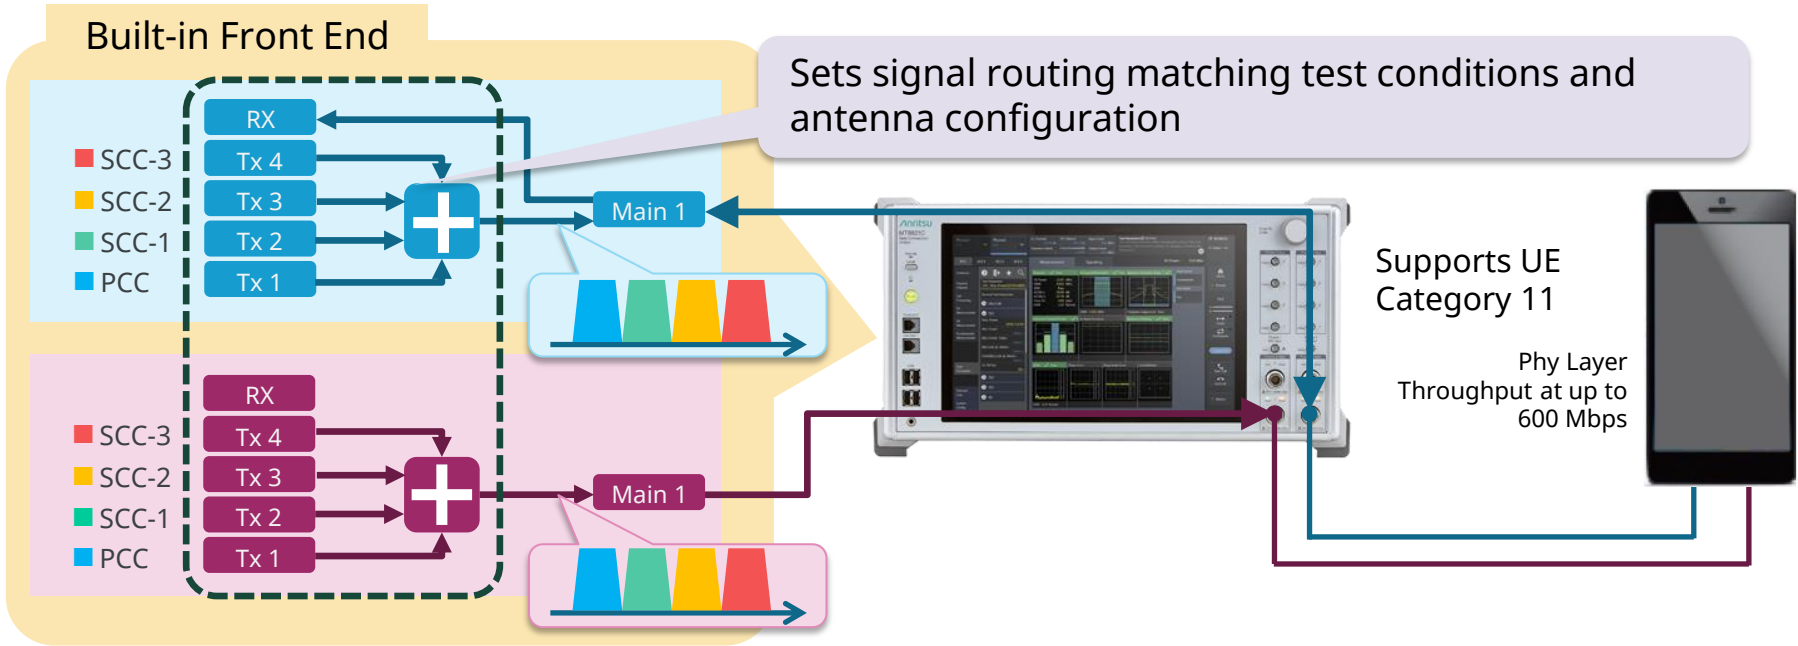 Built-in Front End
Sets signal routing matching test conditions and
antenna configuration
RX
SCC-3
Tx 4
SCC-2
Tx 3
SCC-1
Tx 2
PCC
Tx 1
Main 1
Anritsu
MT8821C
Supports UE
Category 11
Phy Layer
Throughput at up to
600 Mbps
RX
SCC-3
Tx 4
SCC-2
Tx 3
SCC-1
Tx 2
PCC
Tx 1
Main 1